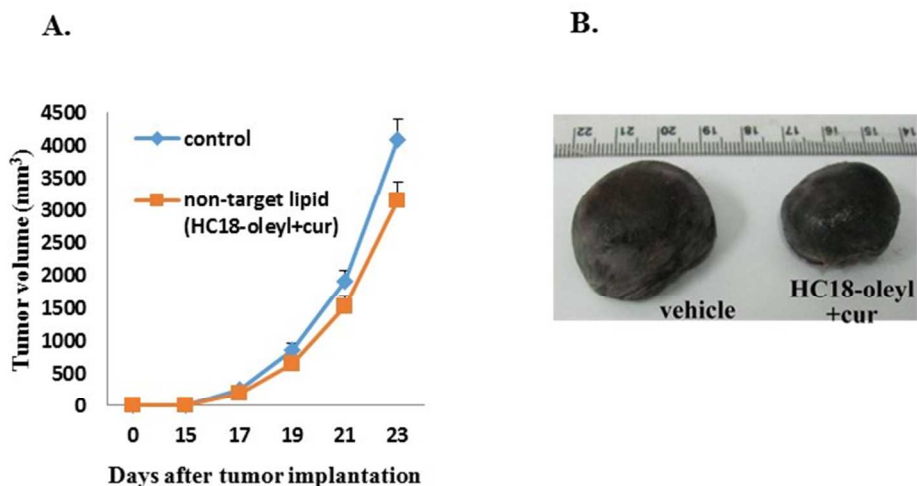 A.
4500
4000
3500
3000
2500
2000
1500
1000
500
0
Tumor volume (mm³)
control
non-target lipid
(HC18-oleyl+cur)
0 15 17 19 21 23
Days after tumor implantation
B.
22 21 20 19 18 17 16 15 14
vehicle
HC18-oleyl
+cur